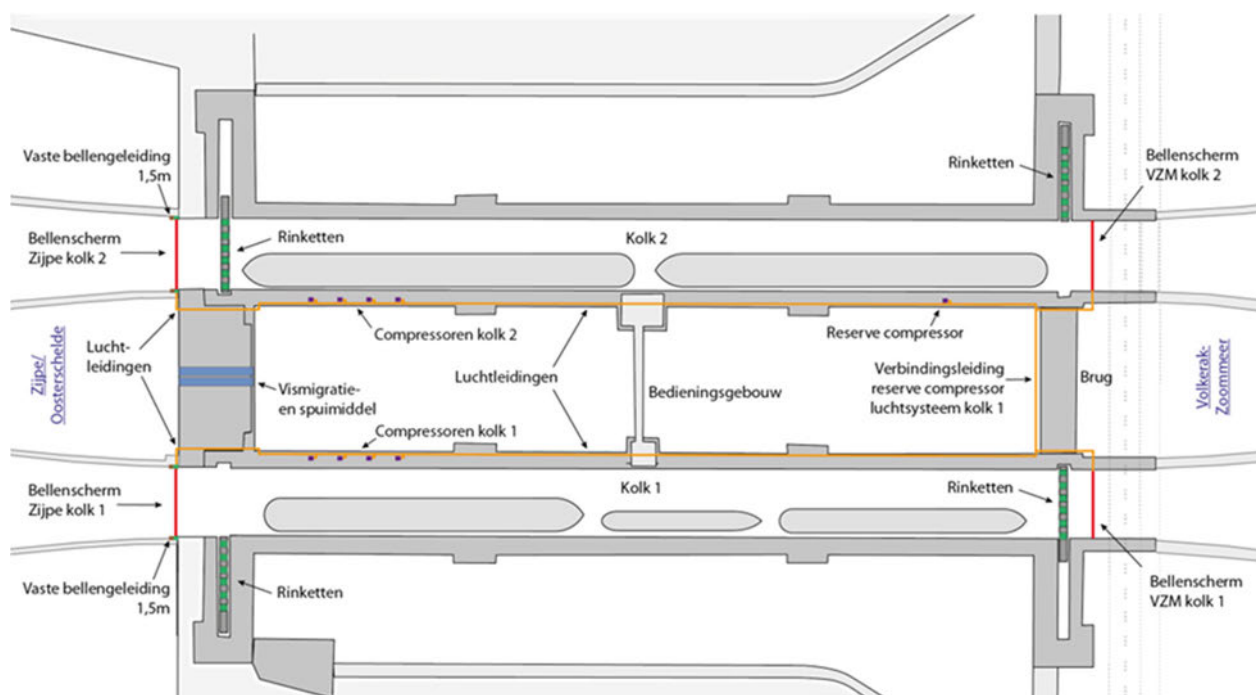 Vaste bellengeleiding
1,5m
Rinketten
Bellenscherm
VZM kolk 2
Bellenscherm
Zijpe kolk 2
Rinketten
Kolk 2
Zijpe/
Oosterschelde
Lucht-
leidingen
Compressoren kolk 2
Reserve compressor
Vismigratie-
en spuimiddel
Luchtleidingen
Bedieningsgebouw
Verbindingsleiding
reserve compressor
luchtsysteem kolk 1
Brug
Volkerak-
Zoommeer
Compressoren kolk 1
Bellenscherm
Zijpe kolk 1
Kolk 1
Rinketten
Vaste bellengeleiding
1,5m
Rinketten
Bellenscherm
VZM kolk 1